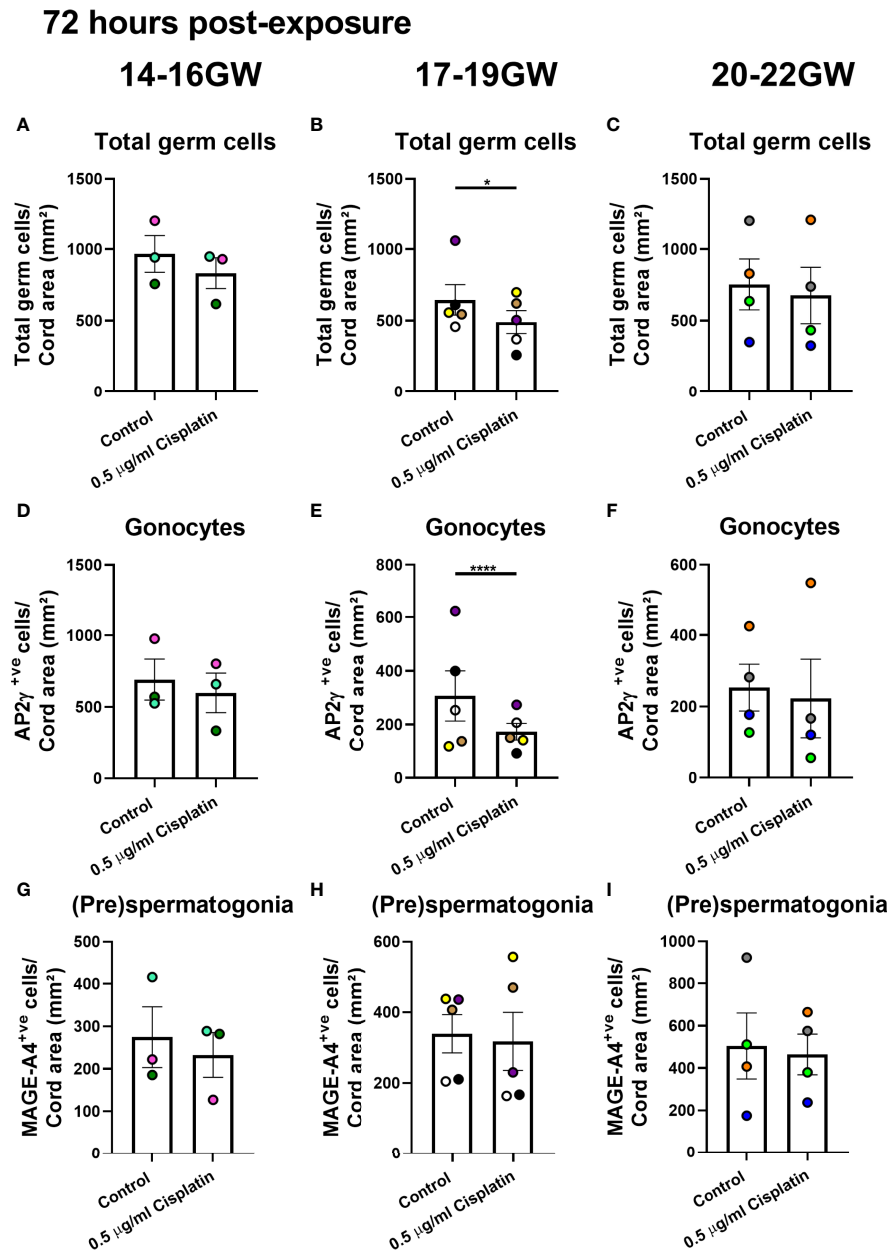 72 hours post-exposure
14-16GW 17-19GW 20-22GW
A
Total germ cells
Total germ cells/
Cord area (mm²)
1500
1000
500
0
Control
0.5 µg/ml Cisplatin
B
Total germ cells
Total germ cells/
Cord area (mm²)
1500
1000
500
0
*
Control
0.5 µg/ml Cisplatin
C
Total germ cells
Total germ cells/
Cord area (mm²)
1500
1000
500
0
Control
0.5 µg/ml Cisplatin
D
Gonocytes
AP2γ +ve cells/
Cord area (mm²)
1500
1000
500
0
Control
0.5 µg/ml Cisplatin
E
Gonocytes
AP2γ +ve cells/
Cord area (mm²)
800
600
400
200
0
****
Control
0.5 µg/ml Cisplatin
F
Gonocytes
AP2γ +ve cells/
Cord area (mm²)
600
400
200
0
Control
0.5 µg/ml Cisplatin
G
(Pre)spermatogonia
MAGE-A4+ve cells/
Cord area (mm²)
500
400
300
200
100
0
Control
0.5 µg/ml Cisplatin
H
(Pre)spermatogonia
MAGE-A4+ve cells/
Cord area (mm²)
600
400
200
0
Control
0.5 µg/ml Cisplatin
I
(Pre)spermatogonia
MAGE-A4+ve cells/
Cord area (mm²)
1000
800
600
400
200
0
Control
0.5 µg/ml Cisplatin